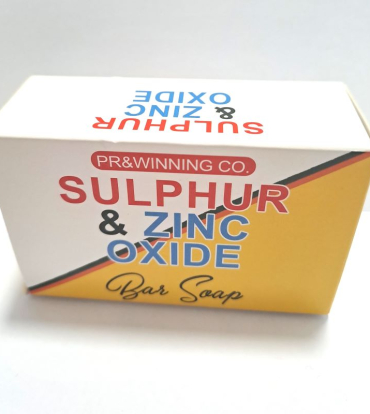 SULPHUR
& ZINC
OXIDE
PR&WINNING CO.
SULPHUR
& ZINC
OXIDE
Bar Soap